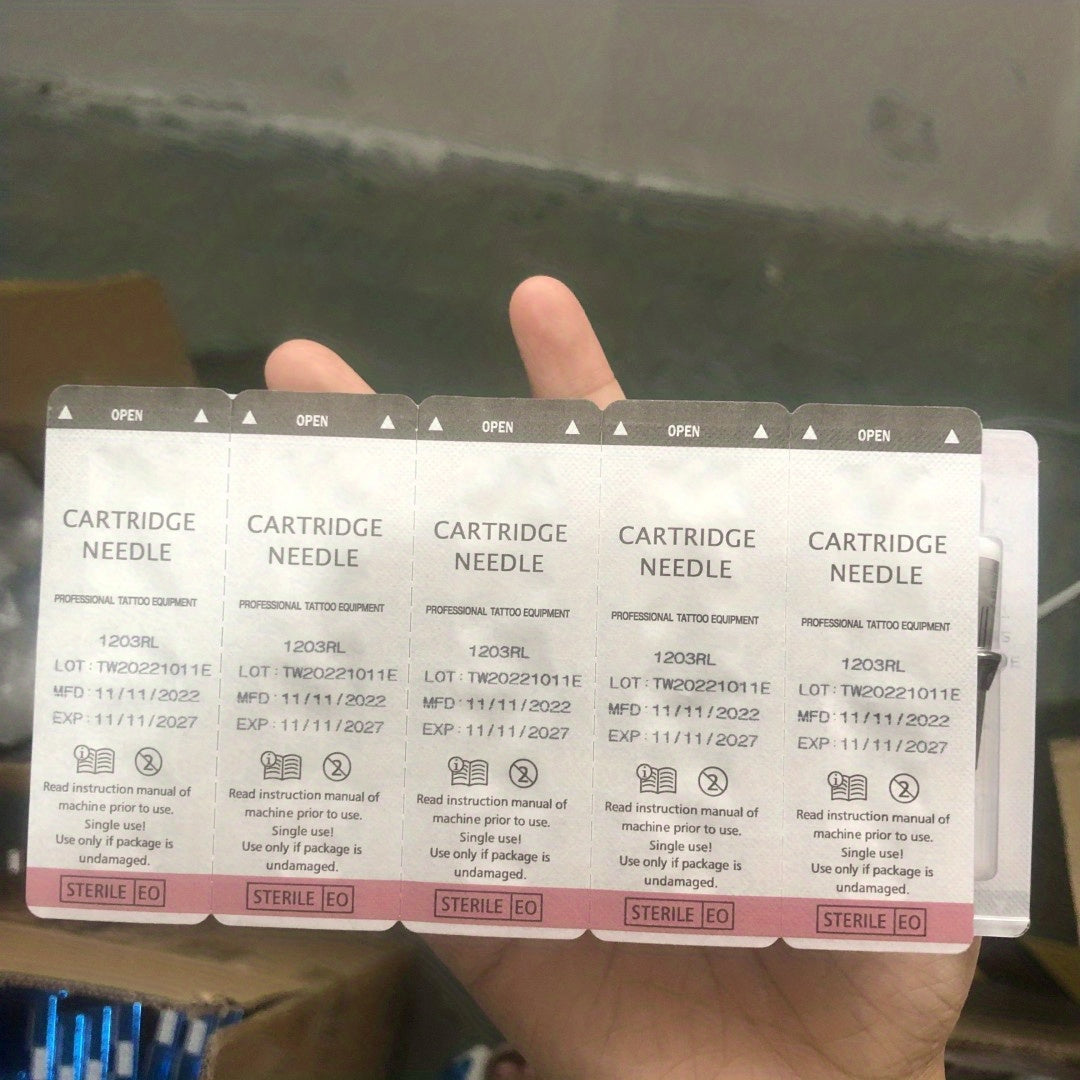 OPEN
CARTRIDGE
NEEDLE
PROFESSIONAL TATTOO EQUIPMENT
1203RL
LOT : TW20221011E
MFD : 11/11/2022
EXP : 11/11/2027
Read instruction manual of
machine prior to use.
Single use!
Use only if package is
undamaged.
STERILE EO
OPEN
CARTRIDGE
NEEDLE
PROFESSIONAL TATTOO EQUIPMENT
1203RL
LOT : TW20221011E
MFD : 11/11/2022
EXP : 11/11/2027
Read instruction manual of
machine prior to use.
Single use!
Use only if package is
undamaged.
STERILE EO
OPEN
CARTRIDGE
NEEDLE
PROFESSIONAL TATTOO EQUIPMENT
1203RL
LOT : TW20221011E
MFD : 11/11/2022
EXP : 11/11/2027
Read instruction manual of
machine prior to use.
Single use!
Use only if package is
undamaged.
STERILE EO
OPEN
CARTRIDGE
NEEDLE
PROFESSIONAL TATTOO EQUIPMENT
1203RL
LOT : TW20221011E
MFD : 11/11/2022
EXP : 11/11/2027
Read instruction manual of
machine prior to use.
Single use!
Use only if package is
undamaged.
STERILE EO
OPEN
CARTRIDGE
NEEDLE
PROFESSIONAL TATTOO EQUIPMENT
1203RL
LOT : TW20221011E
MFD : 11/11/2022
EXP : 11/11/2027
Read instruction manual of
machine prior to use.
Single use!
Use only if package is
undamaged.
STERILE EO